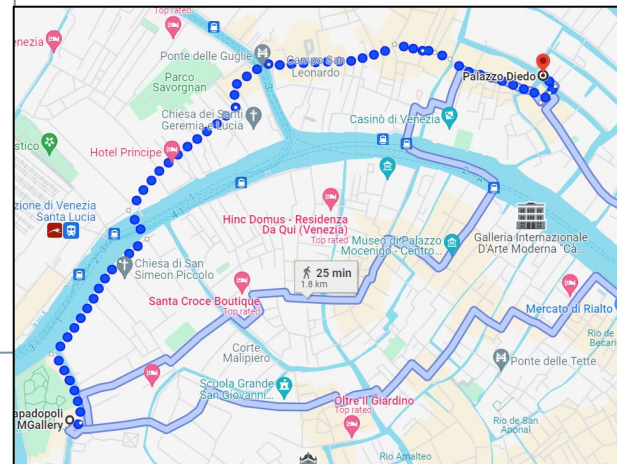 Top rated
enezia
Ponte delle Guglie
Campo San
Leonardo
Parco
Savorgnan
Palazzo Diedo
Chiesa dei Santi
Geremia e Lucia
Casinò di Venezia
stico
Hotel Principe
zione di Venezia
Santa Lucia
Hinc Domus - Residenza
Da Qui (Venezia)
Top rated
Museo di Palazzo
Mocenigo - Centro...
Galleria Internazionale
D'Arte Moderna "Ca...
Chiesa di San
Simeon Piccolo
25 min
1.8 km
Santa Croce Boutique
Top rated
Mercato di Rialto
Rio de
Becari
Corte
Malipiero
Ponte delle Tette
Scuola Grande
San Giovanni...
Oltre Il Giardino
Top rated
apadopoli
MGallery
Rio de San
Aponal
Rio Amalteo